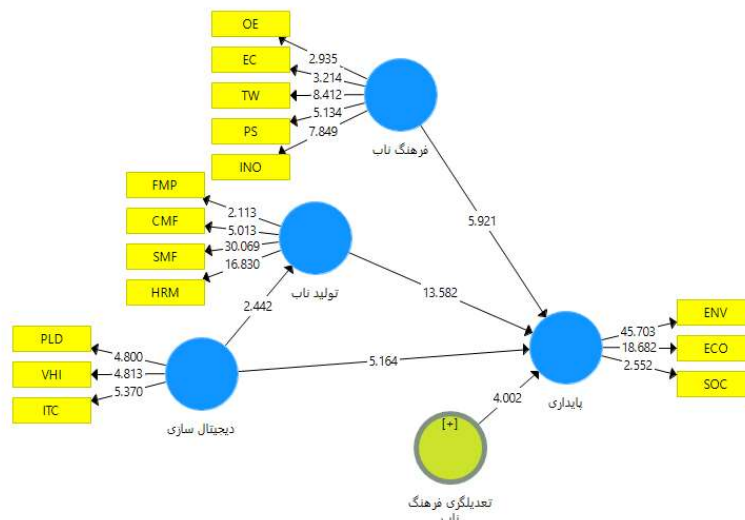 OE
2.935
EC
3.214
TW
8.412
PS
5.134
INO
7.849
فرهنگ ناب
FMP
2.113
CMF
5.013
SMF
30.069
HRM
16.830
تولید ناب
5.921
13.582
2.442
PLD
4.800
VHI
4.813
ITC
5.370
دیجیتال سازی
5.164
ENV
45.703
ECO
18.682
SOC
2.552
پایداری
4.002
[+]
تعدیلگری فرهنگ
ناب